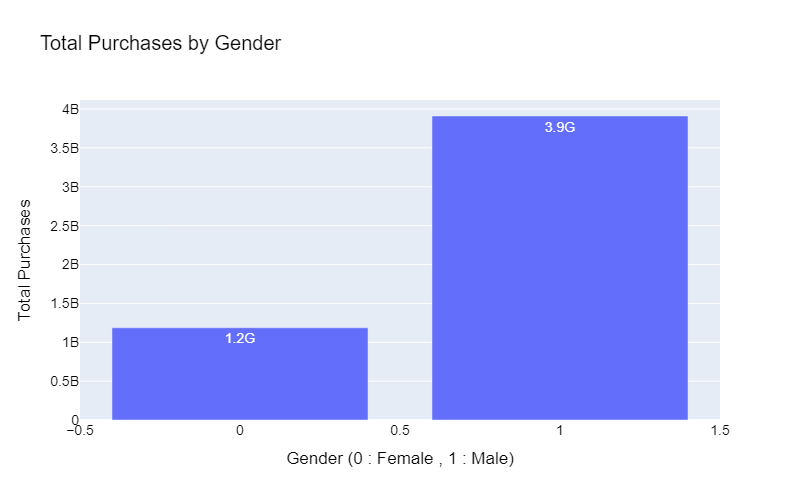 Total Purchases by Gender
4B
3.5B
3B
2.5B
2B
1.5B
1B
0.5B
0
Total Purchases
1.2G
3.9G
−0.5
0
0.5
1
1.5
Gender (0 : Female , 1 : Male)